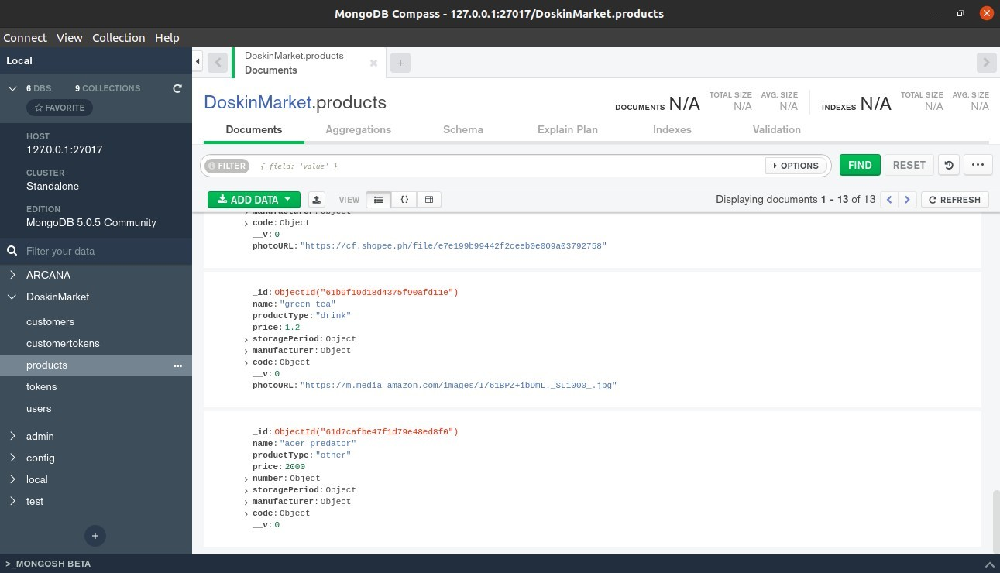 MongoDB Compass - 127.0.0.1:27017/DoskinMarket.products
Connect View Collection Help
Local
6 DBS 9 COLLECTIONS
FAVORITE
HOST
127.0.0.1:27017
CLUSTER
Standalone
EDITION
MongoDB 5.0.5 Community
Filter your data
ARCANA
DoskinMarket
customers
customertokens
products
tokens
users
admin
config
local
test
>_MONGOSH BETA
DoskinMarket.products
Documents
DoskinMarket.products
DOCUMENTS N/A TOTAL SIZE N/A AVG. SIZE N/A INDEXES N/A TOTAL SIZE N/A AVG. SIZE N/A
Documents Aggregations Schema Explain Plan Indexes Validation
FILTER { field: 'value' } OPTIONS FIND RESET
ADD DATA VIEW {} Displaying documents 1 - 13 of 13 REFRESH
manufacturer: Object
code: Object
__v: 0
photoURL: "https://cf.shopee.ph/file/e7e199b99442f2ceeb0e009a03792758"
_id: ObjectId("61b9f10d18d4375f90afd11e")
name: "green tea"
productType: "drink"
price: 1.2
storagePeriod: Object
manufacturer: Object
code: Object
__v: 0
photoURL: "https://m.media-amazon.com/images/I/61BPZ+ibDmL._SL1000_.jpg"
_id: ObjectId("61d7cafbe47f1d79e48ed8f0")
name: "acer predator"
productType: "other"
price: 2000
number: Object
storagePeriod: Object
manufacturer: Object
code: Object
__v: 0